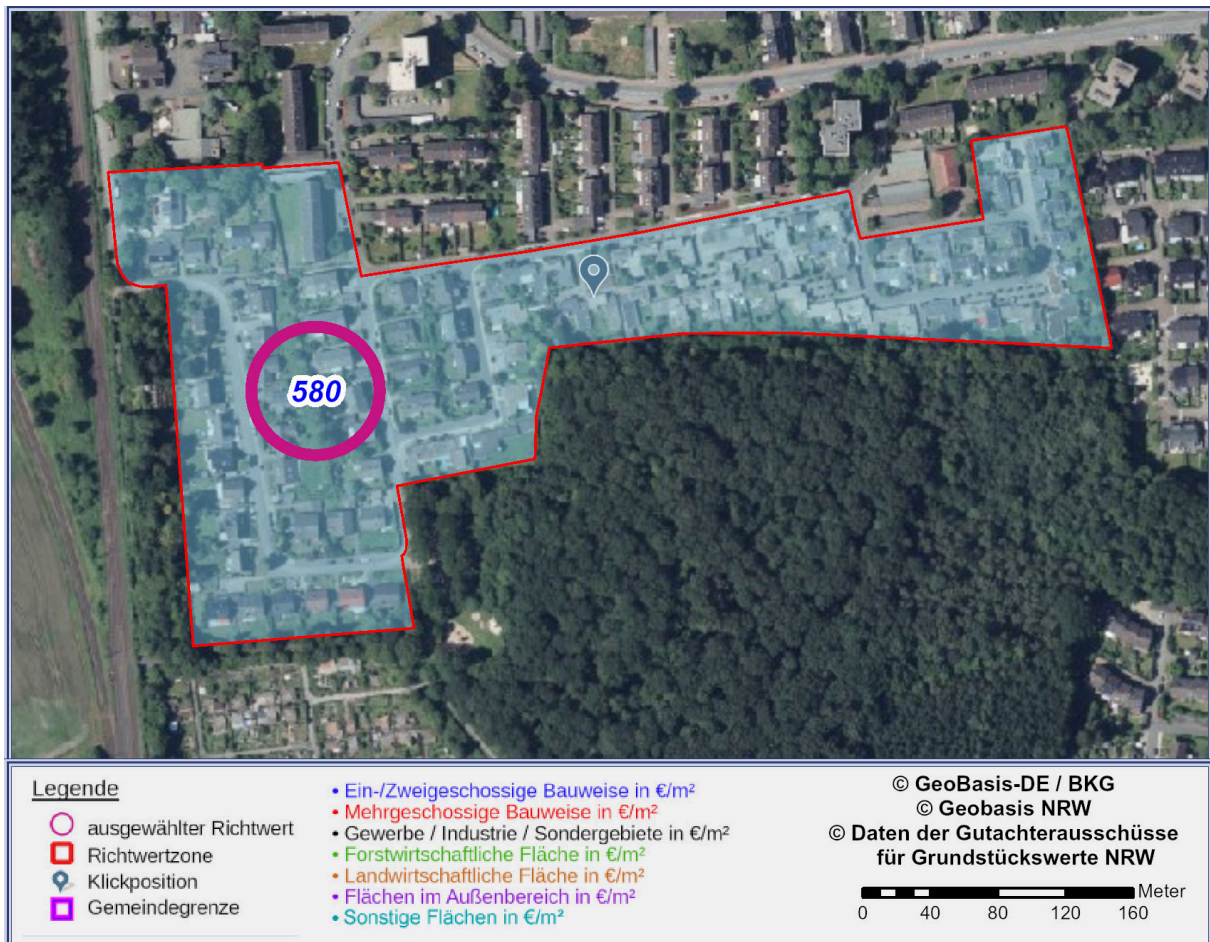 580
Legende
ausgewählter Richtwert
Richtwertzone
Klickposition
Gemeindegrenze
• Ein-/Zweigeschossige Bauweise in €/m²
• Mehrgeschossige Bauweise in €/m²
• Gewerbe / Industrie / Sondergebiete in €/m²
• Forstwirtschaftliche Fläche in €/m²
• Landwirtschaftliche Fläche in €/m²
• Flächen im Außenbereich in €/m²
• Sonstige Flächen in €/m²
© GeoBasis-DE / BKG
© Geobasis NRW
© Daten der Gutachterausschüsse
für Grundstückswerte NRW
Meter
0 40 80 120 160